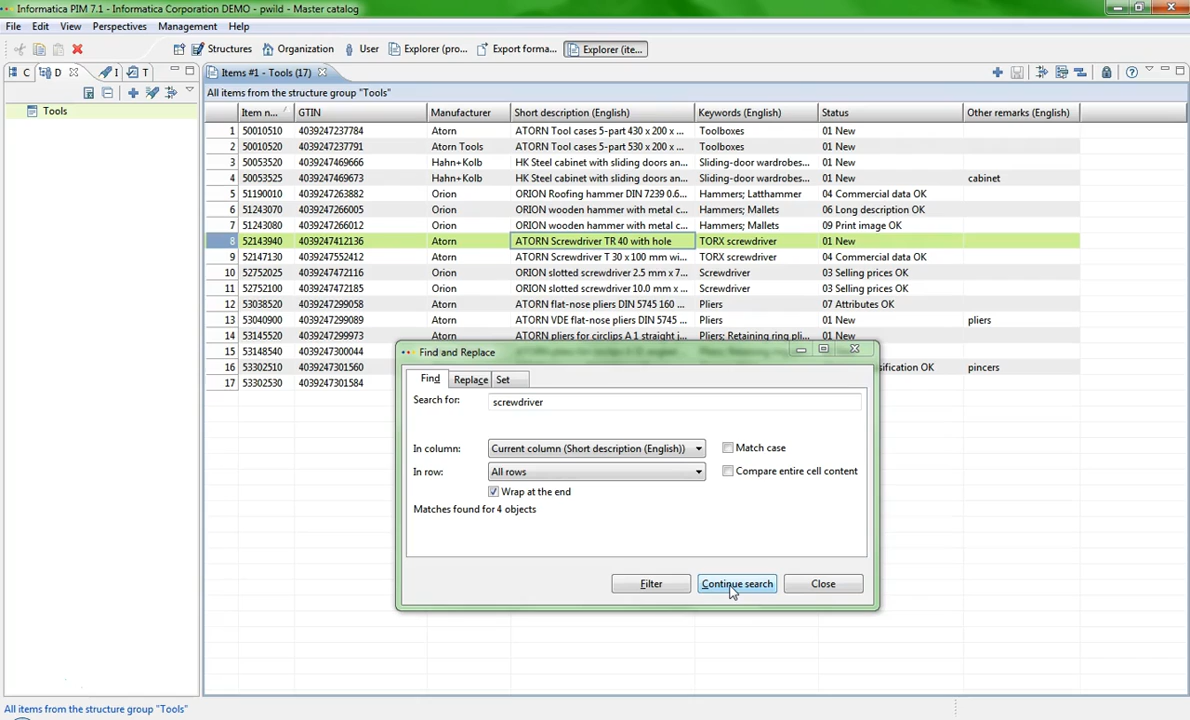 Informatica PIM 7.1 - Informatica Corporation DEMO - pwild - Master catalog
File Edit View Perspectives Management Help
Structures Organization User Explorer (pro... Export forma... Explorer (ite...
C D I T Items #1 - Tools (17)
All items from the structure group "Tools"
Tools
Item n... GTIN Manufacturer Short description (English) Keywords (English) Status Other remarks (English)
1 50010510 4039247237784 Atorn ATORN Tool cases 5-part 430 x 200 x ... Toolboxes 01 New
2 50010520 4039247237791 Atorn Tools ATORN Tool cases 5-part 530 x 200 x ... Toolboxes 01 New
3 50053520 4039247469666 Hahn+Kolb HK Steel cabinet with sliding doors an... Sliding-door wardrobes... 01 New
4 50053525 4039247469673 Hahn+Kolb HK Steel cabinet with sliding doors an... Sliding-door wardrobes... 01 New cabinet
5 51190010 4039247263882 Orion ORION Roofing hammer DIN 7239 0.6... Hammers; Latthammer 04 Commercial data OK
6 51243070 4039247266005 Orion ORION wooden hammer with metal c... Hammers; Mallets 06 Long description OK
7 51243080 4039247266012 Orion ORION wooden hammer with metal c... Hammers; Mallets 09 Print image OK
8 52143940 4039247412136 Atorn ATORN Screwdriver TR 40 with hole TORX screwdriver 01 New
9 52147130 4039247552412 Atorn ATORN Screwdriver T 30 x 100 mm wi... TORX screwdriver 04 Commercial data OK
10 52752025 4039247472116 Orion ORION slotted screwdriver 2.5 mm x 7... Screwdriver 03 Selling prices OK
11 52752100 4039247472185 Orion ORION slotted screwdriver 10.0 mm x ... Screwdriver 03 Selling prices OK
12 53038520 4039247299058 Atorn ATORN flat-nose pliers DIN 5745 160 ... Pliers 07 Attributes OK
13 53040900 4039247299089 Atorn ATORN VDE flat-nose pliers DIN 5745 ... Pliers 01 New pliers
14 53145520 4039247299973 Atorn ATORN pliers for circlips A 1 straight i... Pliers; Retaining ring pli... 01 New
15 53148540 4039247300044
16 53302510 4039247301560 sification OK pincers
17 53302530 4039247301584
Find and Replace
Find Replace Set
Search for: screwdriver
In column: Current column (Short description (English)) Match case
In row: All rows Compare entire cell content
Wrap at the end
Matches found for 4 objects
Filter Continue search Close
All items from the structure group "Tools"